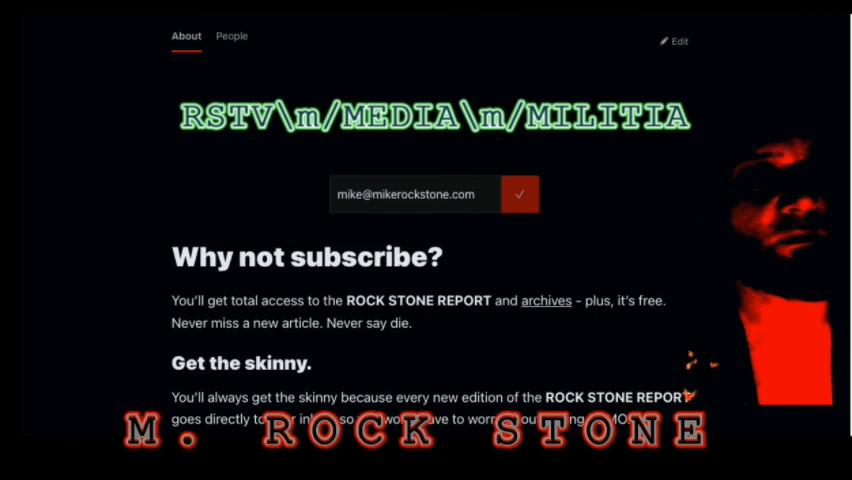 About People
Edit
RSTV\m/MEDIA\m/MILITIA
mike@mikerockstone.com
Why not subscribe?
You'll get total access to the ROCK STONE REPORT and archives - plus, it's free.
Never miss a new article. Never say die.
Get the skinny.
You'll always get the skinny because every new edition of the ROCK STONE REPORT
goes directly to
M. ROCK STONE